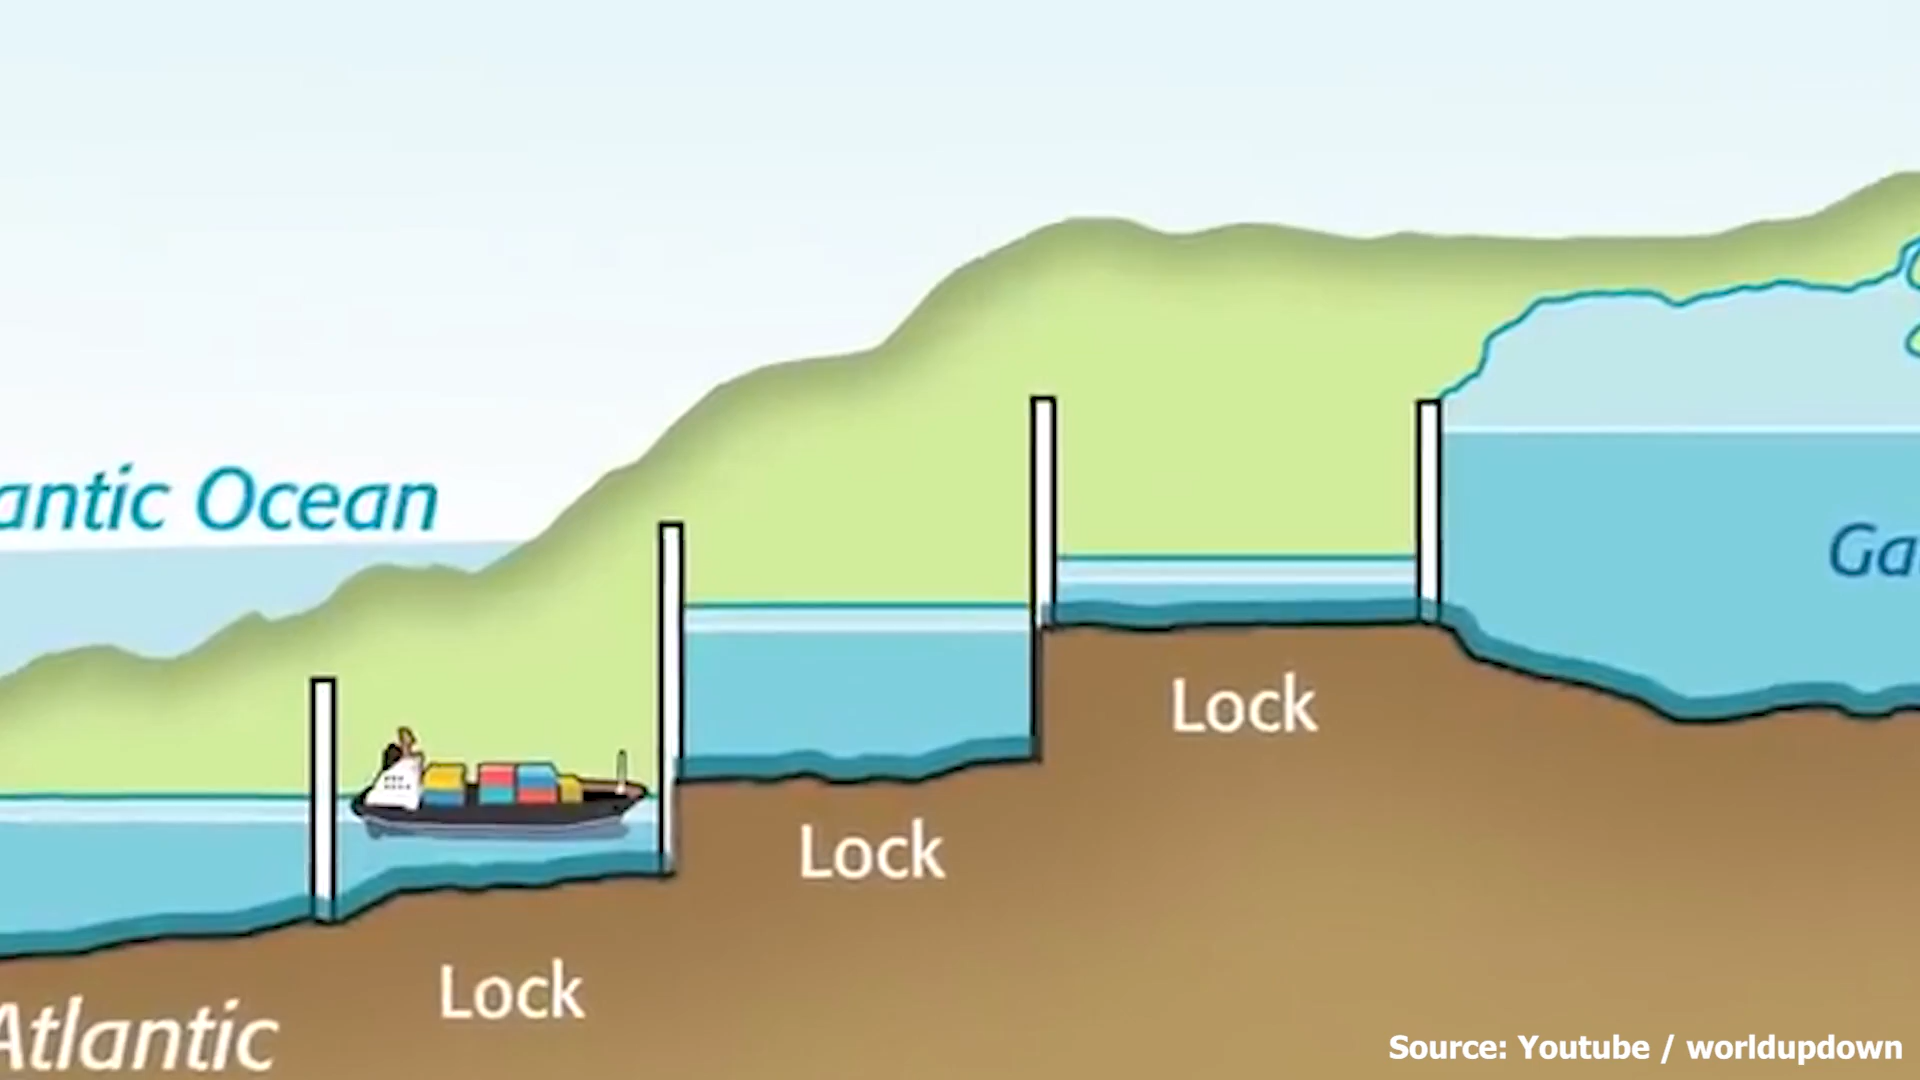 antic Ocean
Ga
Lock
Lock
Lock
Atlantic
Source: Youtube / worldupdown